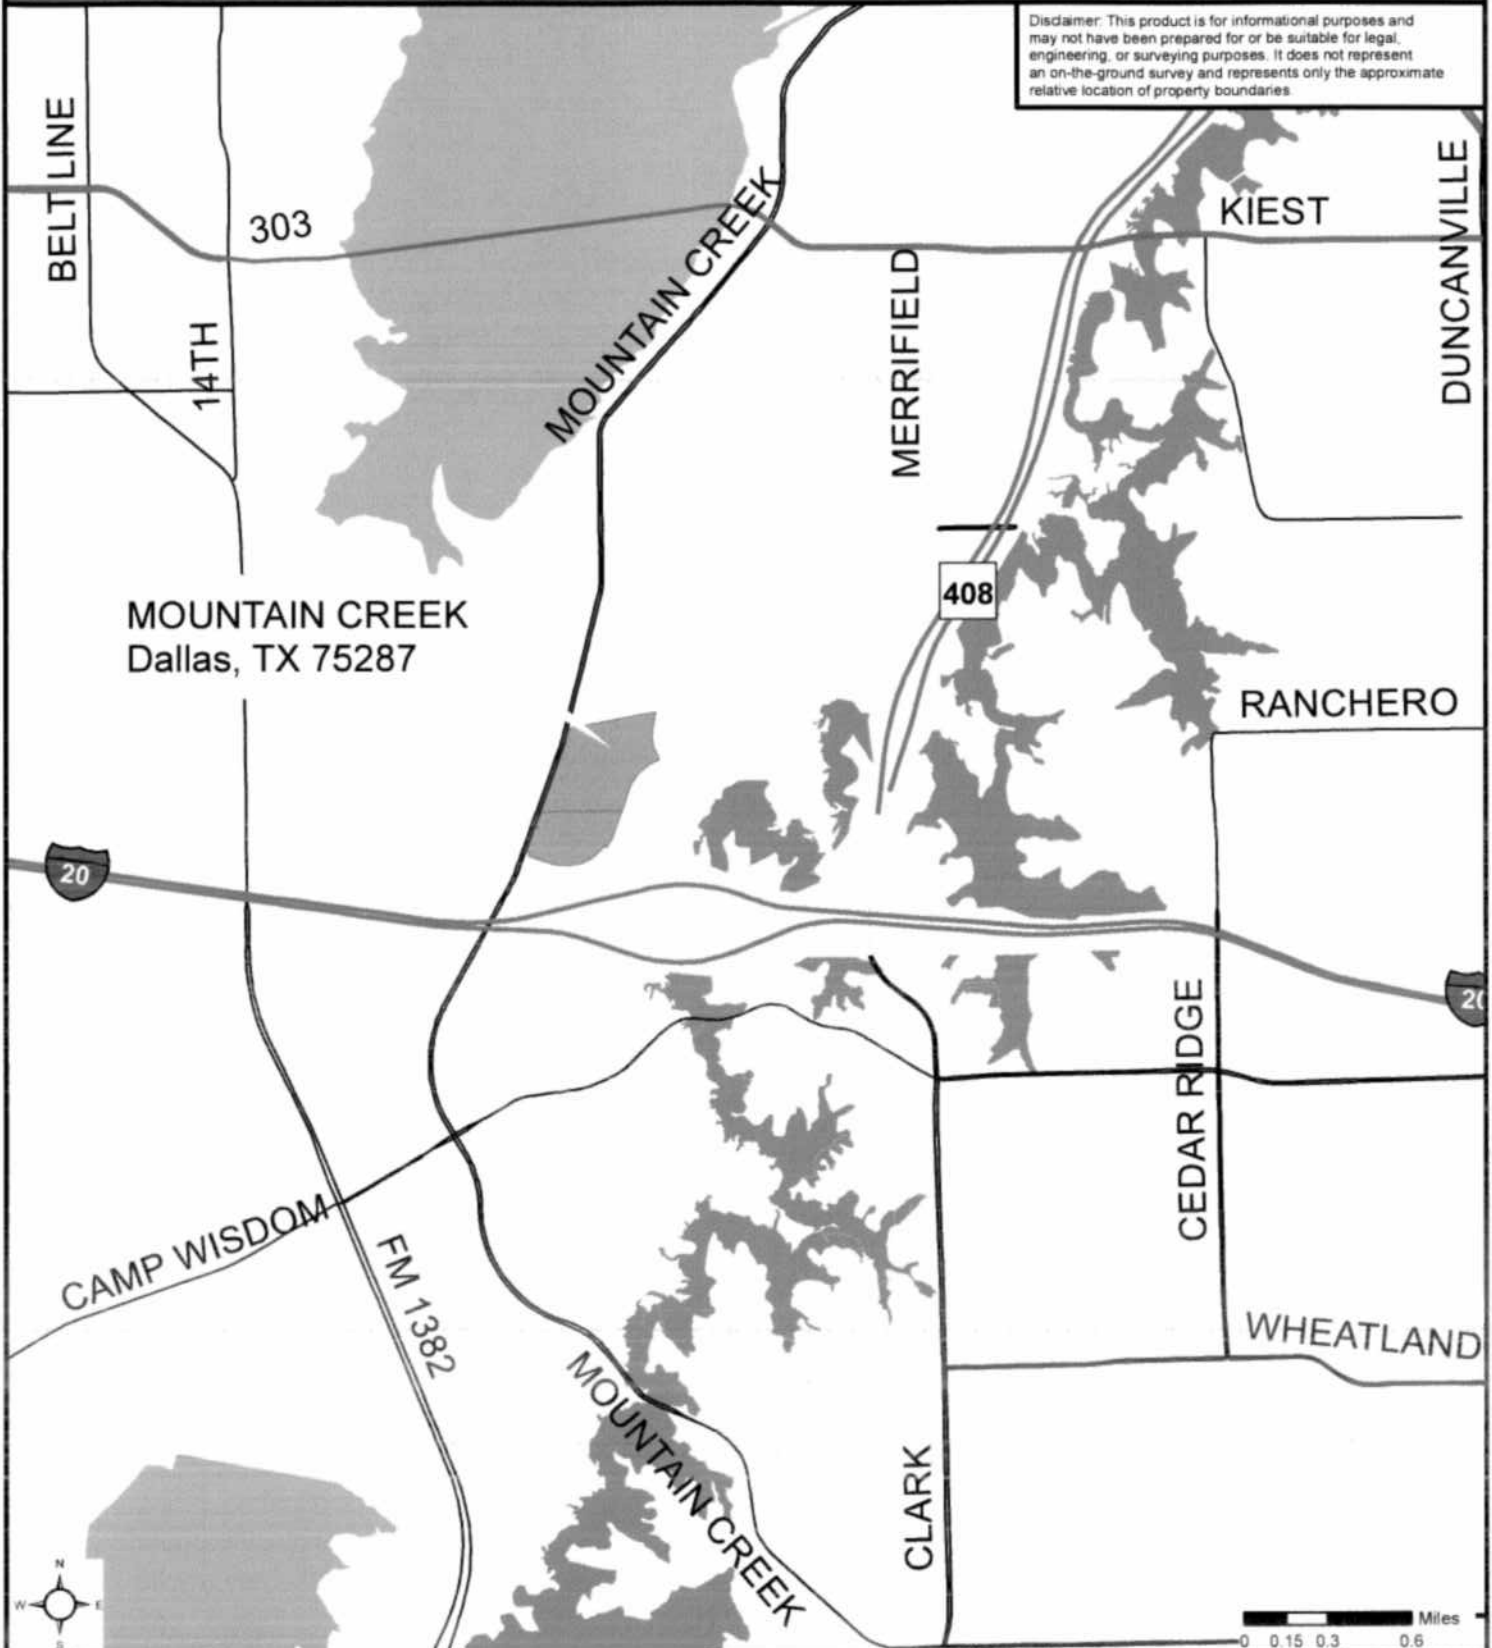 Disclaimer: This product is for informational purposes and
may not have been prepared for or be suitable for legal,
engineering, or surveying purposes. It does not represent
an on-the-ground survey and represents only the approximate
relative location of property boundaries
BELT LINE
303
14TH
MOUNTAIN CREEK
MERRIFIELD
KIEST
DUNCANVILLE
408
MOUNTAIN CREEK
Dallas, TX 75287
RANCHERO
20
20
CEDAR RIDGE
CAMP WISDOM
FM 1382
WHEATLAND
MOUNTAIN CREEK
CLARK
N
W E
S
Miles
0 0.15 0.3 0.6